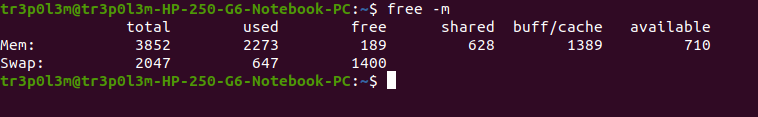 tr3p0l3m@tr3p0l3m-HP-250-G6-Notebook-PC:~$ free -m
              total        used        free      shared  buff/cache   available
Mem:           3852        2273         189         628        1389         710
Swap:          2047         647        1400
tr3p0l3m@tr3p0l3m-HP-250-G6-Notebook-PC:~$